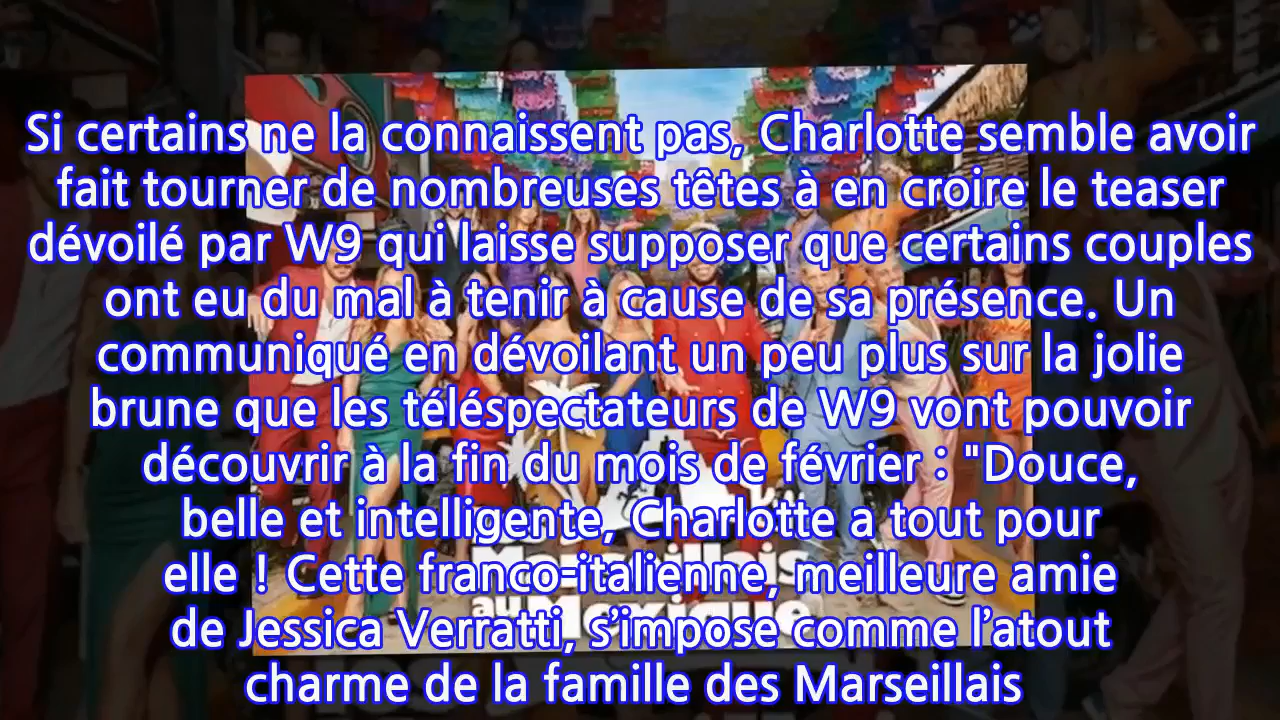 Si certains ne la connaissent pas, Charlotte semble avoir
fait tourner de nombreuses têtes à en croire le teaser
dévoilé par W9 qui laisse supposer que certains couples
ont eu du mal à tenir à cause de sa présence. Un
communiqué en dévoilant un peu plus sur la jolie
brune que les téléspectateurs de W9 vont pouvoir
découvrir à la fin du mois de février : "Douce,
belle et intelligente, Charlotte a tout pour
elle ! Cette franco-italienne, meilleure amie
de Jessica Verratti, s’impose comme l’atout
charme de la famille des Marseillais
Marseillais
au Mexique